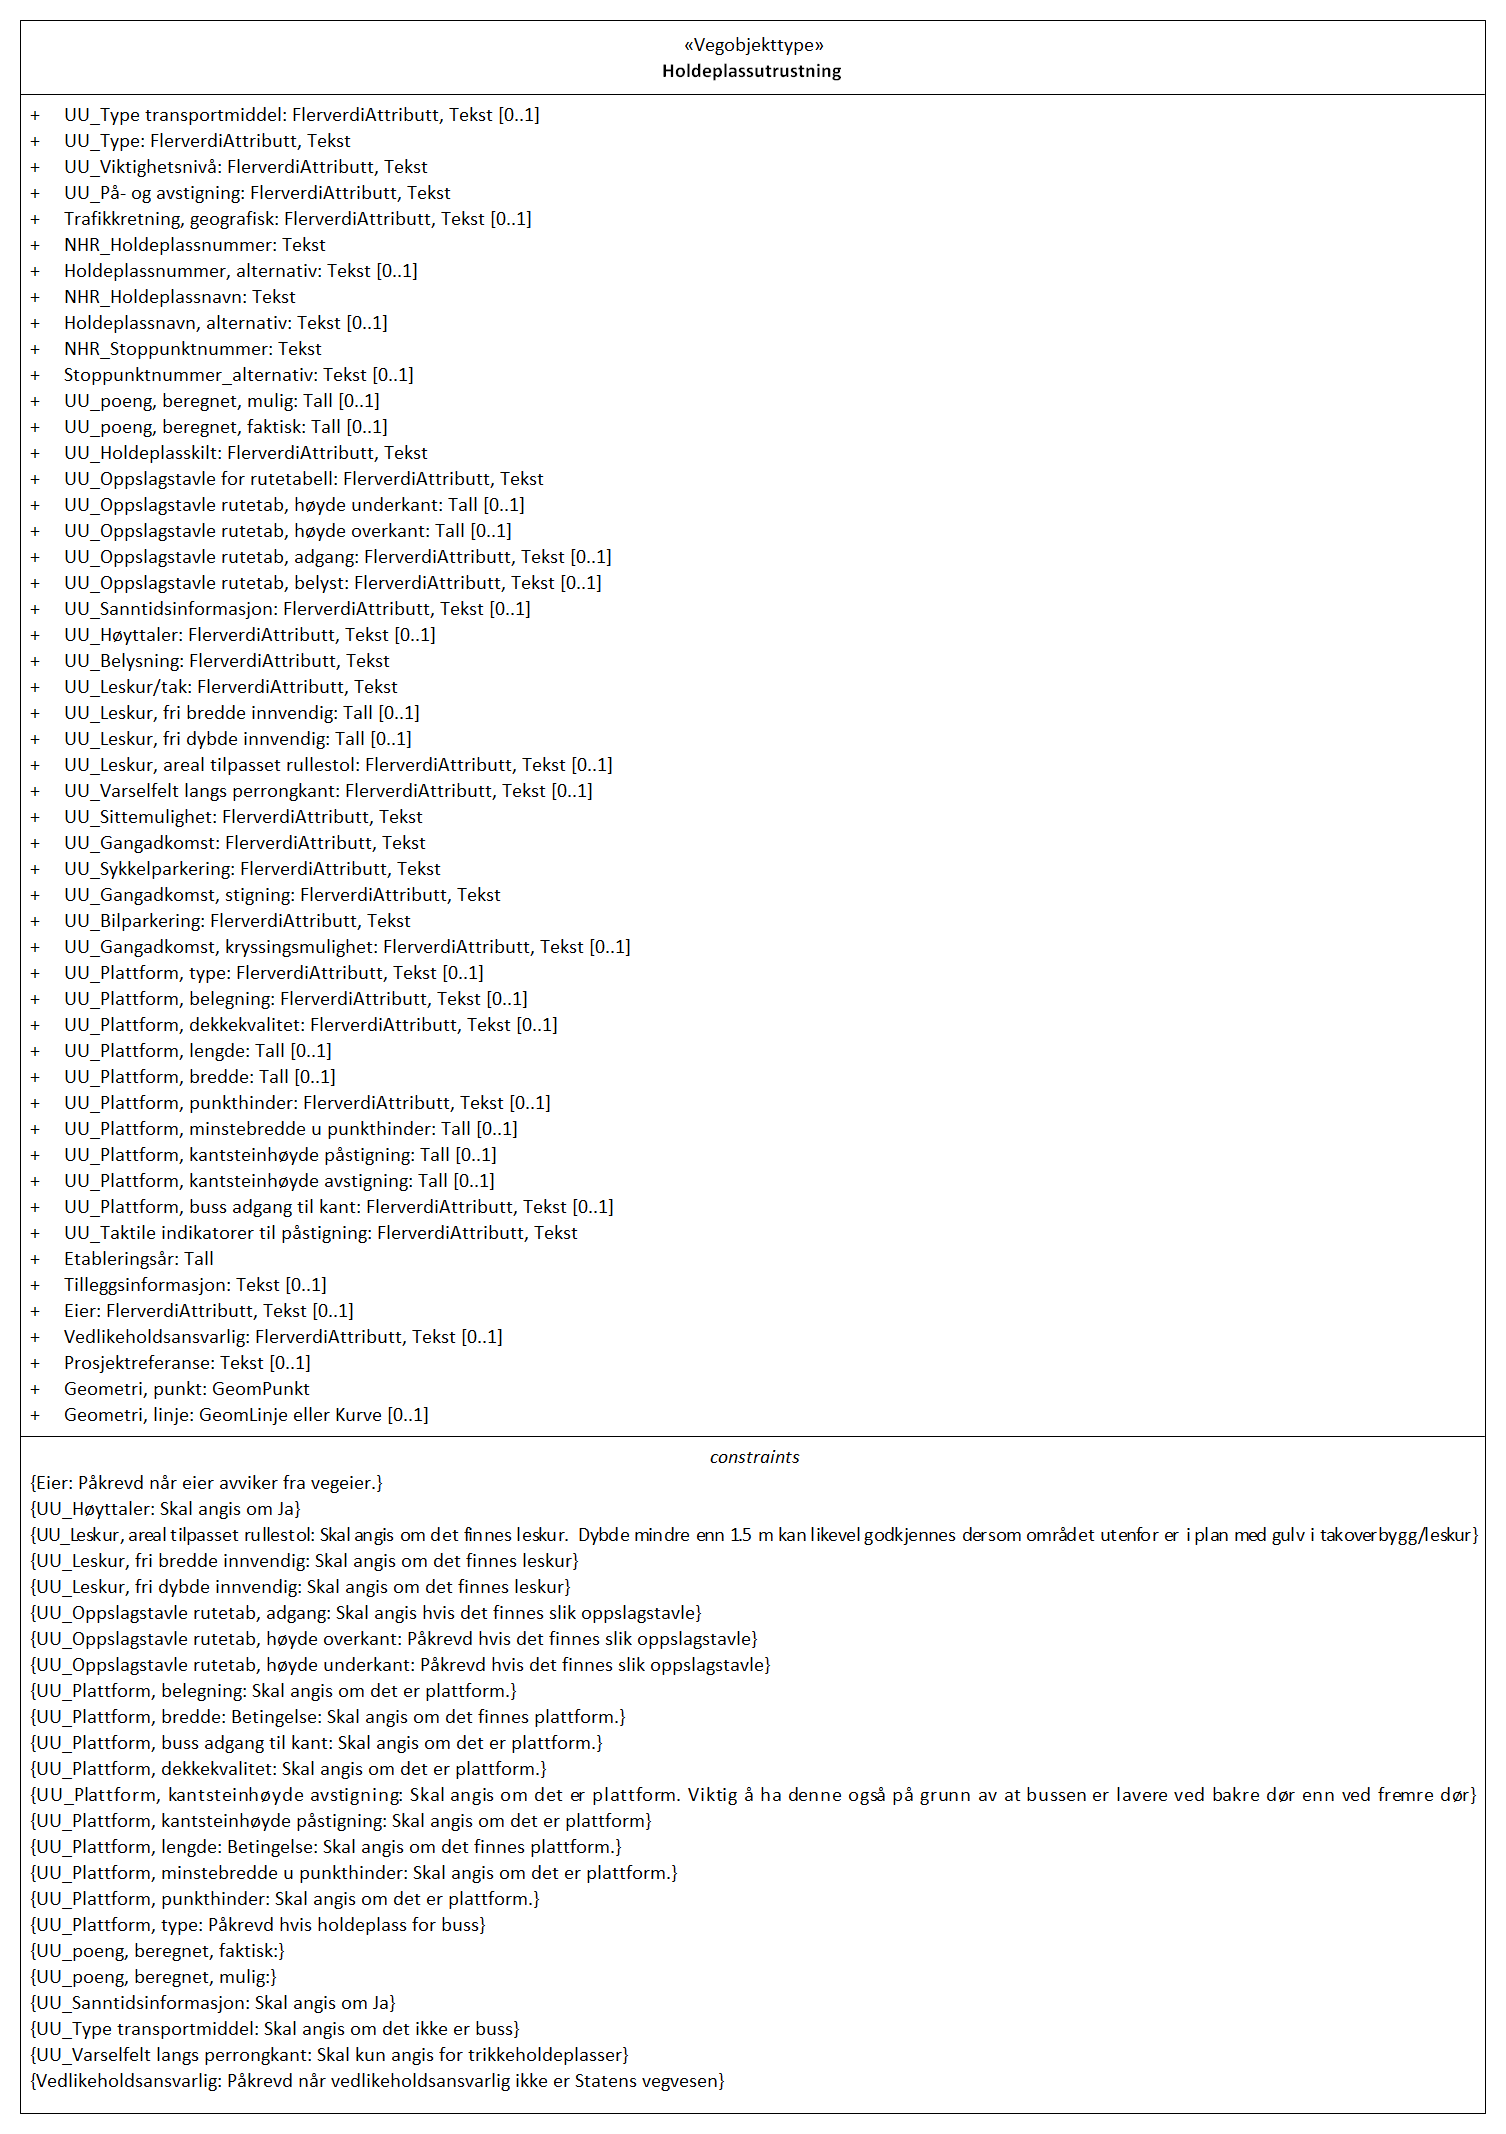 «Vegobjekttype»
Holdeplassutrustning
+ UU_Type transportmiddel: FlerverdiAttributt, Tekst [0..1]
+ UU_Type: FlerverdiAttributt, Tekst
+ UU_Viktighetsnivå: FlerverdiAttributt, Tekst
+ UU_På- og avstigning: FlerverdiAttributt, Tekst
+ Trafikkretning, geografisk: FlerverdiAttributt, Tekst [0..1]
+ NHR_Holdeplassnummer: Tekst
+ Holdeplassnummer, alternativ: Tekst [0..1]
+ NHR_Holdeplassnavn: Tekst
+ Holdeplassnavn, alternativ: Tekst [0..1]
+ NHR_Stoppunktnummer: Tekst
+ Stoppunktnummer_alternativ: Tekst [0..1]
+ UU_poeng, beregnet, mulig: Tall [0..1]
+ UU_poeng, beregnet, faktisk: Tall [0..1]
+ UU_Holdeplasskilt: FlerverdiAttributt, Tekst
+ UU_Oppslagstavle for rutetabell: FlerverdiAttributt, Tekst
+ UU_Oppslagstavle rutetab, høyde underkant: Tall [0..1]
+ UU_Oppslagstavle rutetab, høyde overkant: Tall [0..1]
+ UU_Oppslagstavle rutetab, adgang: FlerverdiAttributt, Tekst [0..1]
+ UU_Oppslagstavle rutetab, belyst: FlerverdiAttributt, Tekst [0..1]
+ UU_Sanntidsinformasjon: FlerverdiAttributt, Tekst [0..1]
+ UU_Høyttaler: FlerverdiAttributt, Tekst [0..1]
+ UU_Belysning: FlerverdiAttributt, Tekst
+ UU_Leskur/tak: FlerverdiAttributt, Tekst
+ UU_Leskur, fri bredde innvendig: Tall [0..1]
+ UU_Leskur, fri dybde innvendig: Tall [0..1]
+ UU_Leskur, areal tilpasset rullestol: FlerverdiAttributt, Tekst [0..1]
+ UU_Varselfelt langs perrongkant: FlerverdiAttributt, Tekst [0..1]
+ UU_Sittemulighet: FlerverdiAttributt, Tekst
+ UU_Gangadkomst: FlerverdiAttributt, Tekst
+ UU_Sykkelparkering: FlerverdiAttributt, Tekst
+ UU_Gangadkomst, stigning: FlerverdiAttributt, Tekst
+ UU_Bilparkering: FlerverdiAttributt, Tekst
+ UU_Gangadkomst, kryssingsmulighet: FlerverdiAttributt, Tekst [0..1]
+ UU_Plattform, type: FlerverdiAttributt, Tekst [0..1]
+ UU_Plattform, belegning: FlerverdiAttributt, Tekst [0..1]
+ UU_Plattform, dekkekvalitet: FlerverdiAttributt, Tekst [0..1]
+ UU_Plattform, lengde: Tall [0..1]
+ UU_Plattform, bredde: Tall [0..1]
+ UU_Plattform, punkthinder: FlerverdiAttributt, Tekst [0..1]
+ UU_Plattform, minstebredde u punkthinder: Tall [0..1]
+ UU_Plattform, kantsteinhøyde påstigning: Tall [0..1]
+ UU_Plattform, kantsteinhøyde avstigning: Tall [0..1]
+ UU_Plattform, buss adgang til kant: FlerverdiAttributt, Tekst [0..1]
+ UU_Taktile indikatorer til påstigning: FlerverdiAttributt, Tekst
+ Etableringsår: Tall
+ Tilleggsinformasjon: Tekst [0..1]
+ Eier: FlerverdiAttributt, Tekst [0..1]
+ Vedlikeholdsansvarlig: FlerverdiAttributt, Tekst [0..1]
+ Prosjektreferanse: Tekst [0..1]
+ Geometri, punkt: GeomPunkt
+ Geometri, linje: GeomLinje eller Kurve [0..1]
constraints
{Eier: Påkrevd når eier avviker fra vegeier.}
{UU_Høyttaler: Skal angis om Ja}
{UU_Leskur, areal tilpasset rullestol: Skal angis om det finnes leskur.  Dybde mindre enn 1.5 m kan likevel godkjennes dersom området utenfor er i plan med gulv i takoverbygg/leskur}
{UU_Leskur, fri bredde innvendig: Skal angis om det finnes leskur}
{UU_Leskur, fri dybde innvendig: Skal angis om det finnes leskur}
{UU_Oppslagstavle rutetab, adgang: Skal angis hvis det finnes slik oppslagstavle}
{UU_Oppslagstavle rutetab, høyde overkant: Påkrevd hvis det finnes slik oppslagstavle}
{UU_Oppslagstavle rutetab, høyde underkant: Påkrevd hvis det finnes slik oppslagstavle}
{UU_Plattform, belegning: Skal angis om det er plattform.}
{UU_Plattform, bredde: Betingelse: Skal angis om det finnes plattform.}
{UU_Plattform, buss adgang til kant: Skal angis om det er plattform.}
{UU_Plattform, dekkekvalitet: Skal angis om det er plattform.}
{UU_Plattform, kantsteinhøyde avstigning: Skal angis om det er plattform. Viktig å ha denne også på grunn av at bussen er lavere ved bakre dør enn ved fremre dør}
{UU_Plattform, kantsteinhøyde påstigning: Skal angis om det er plattform}
{UU_Plattform, lengde: Betingelse: Skal angis om det finnes plattform.}
{UU_Plattform, minstebredde u punkthinder: Skal angis om det er plattform.}
{UU_Plattform, punkthinder: Skal angis om det er plattform.}
{UU_Plattform, type: Påkrevd hvis holdeplass for buss}
{UU_poeng, beregnet, faktisk:}
{UU_poeng, beregnet, mulig:}
{UU_Sanntidsinformasjon: Skal angis om Ja}
{UU_Type transportmiddel: Skal angis om det ikke er buss}
{UU_Varselfelt langs perrongkant: Skal kun angis for trikkeholdeplasser}
{Vedlikeholdsansvarlig: Påkrevd når vedlikeholdsansvarlig ikke er Statens vegvesen}